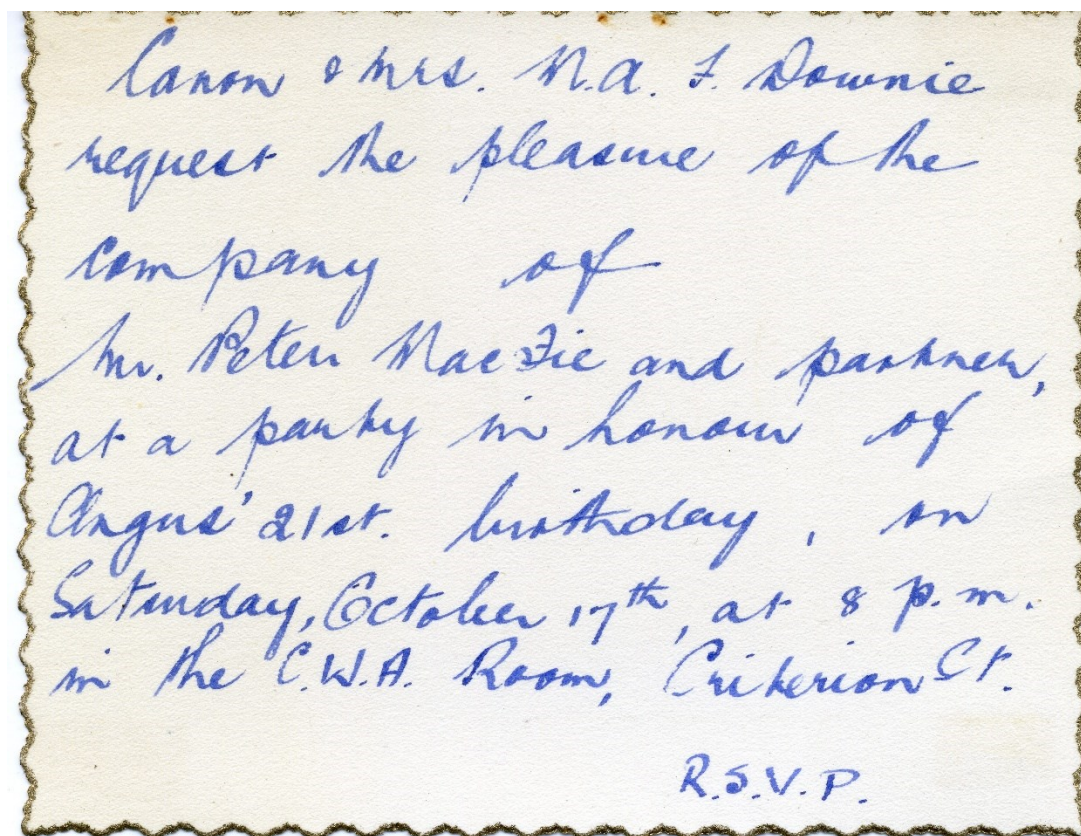 Canon & Mrs. M.A. F. Downie
request the pleasure of the
company of
Mr. Peter MacFie and partner,
at a party in honour of
Angus' 21st. birthday, on
Saturday, October 17th, at 8 p.m.
in the C.W.A. Room, Criterion St.
R.S.V.P.